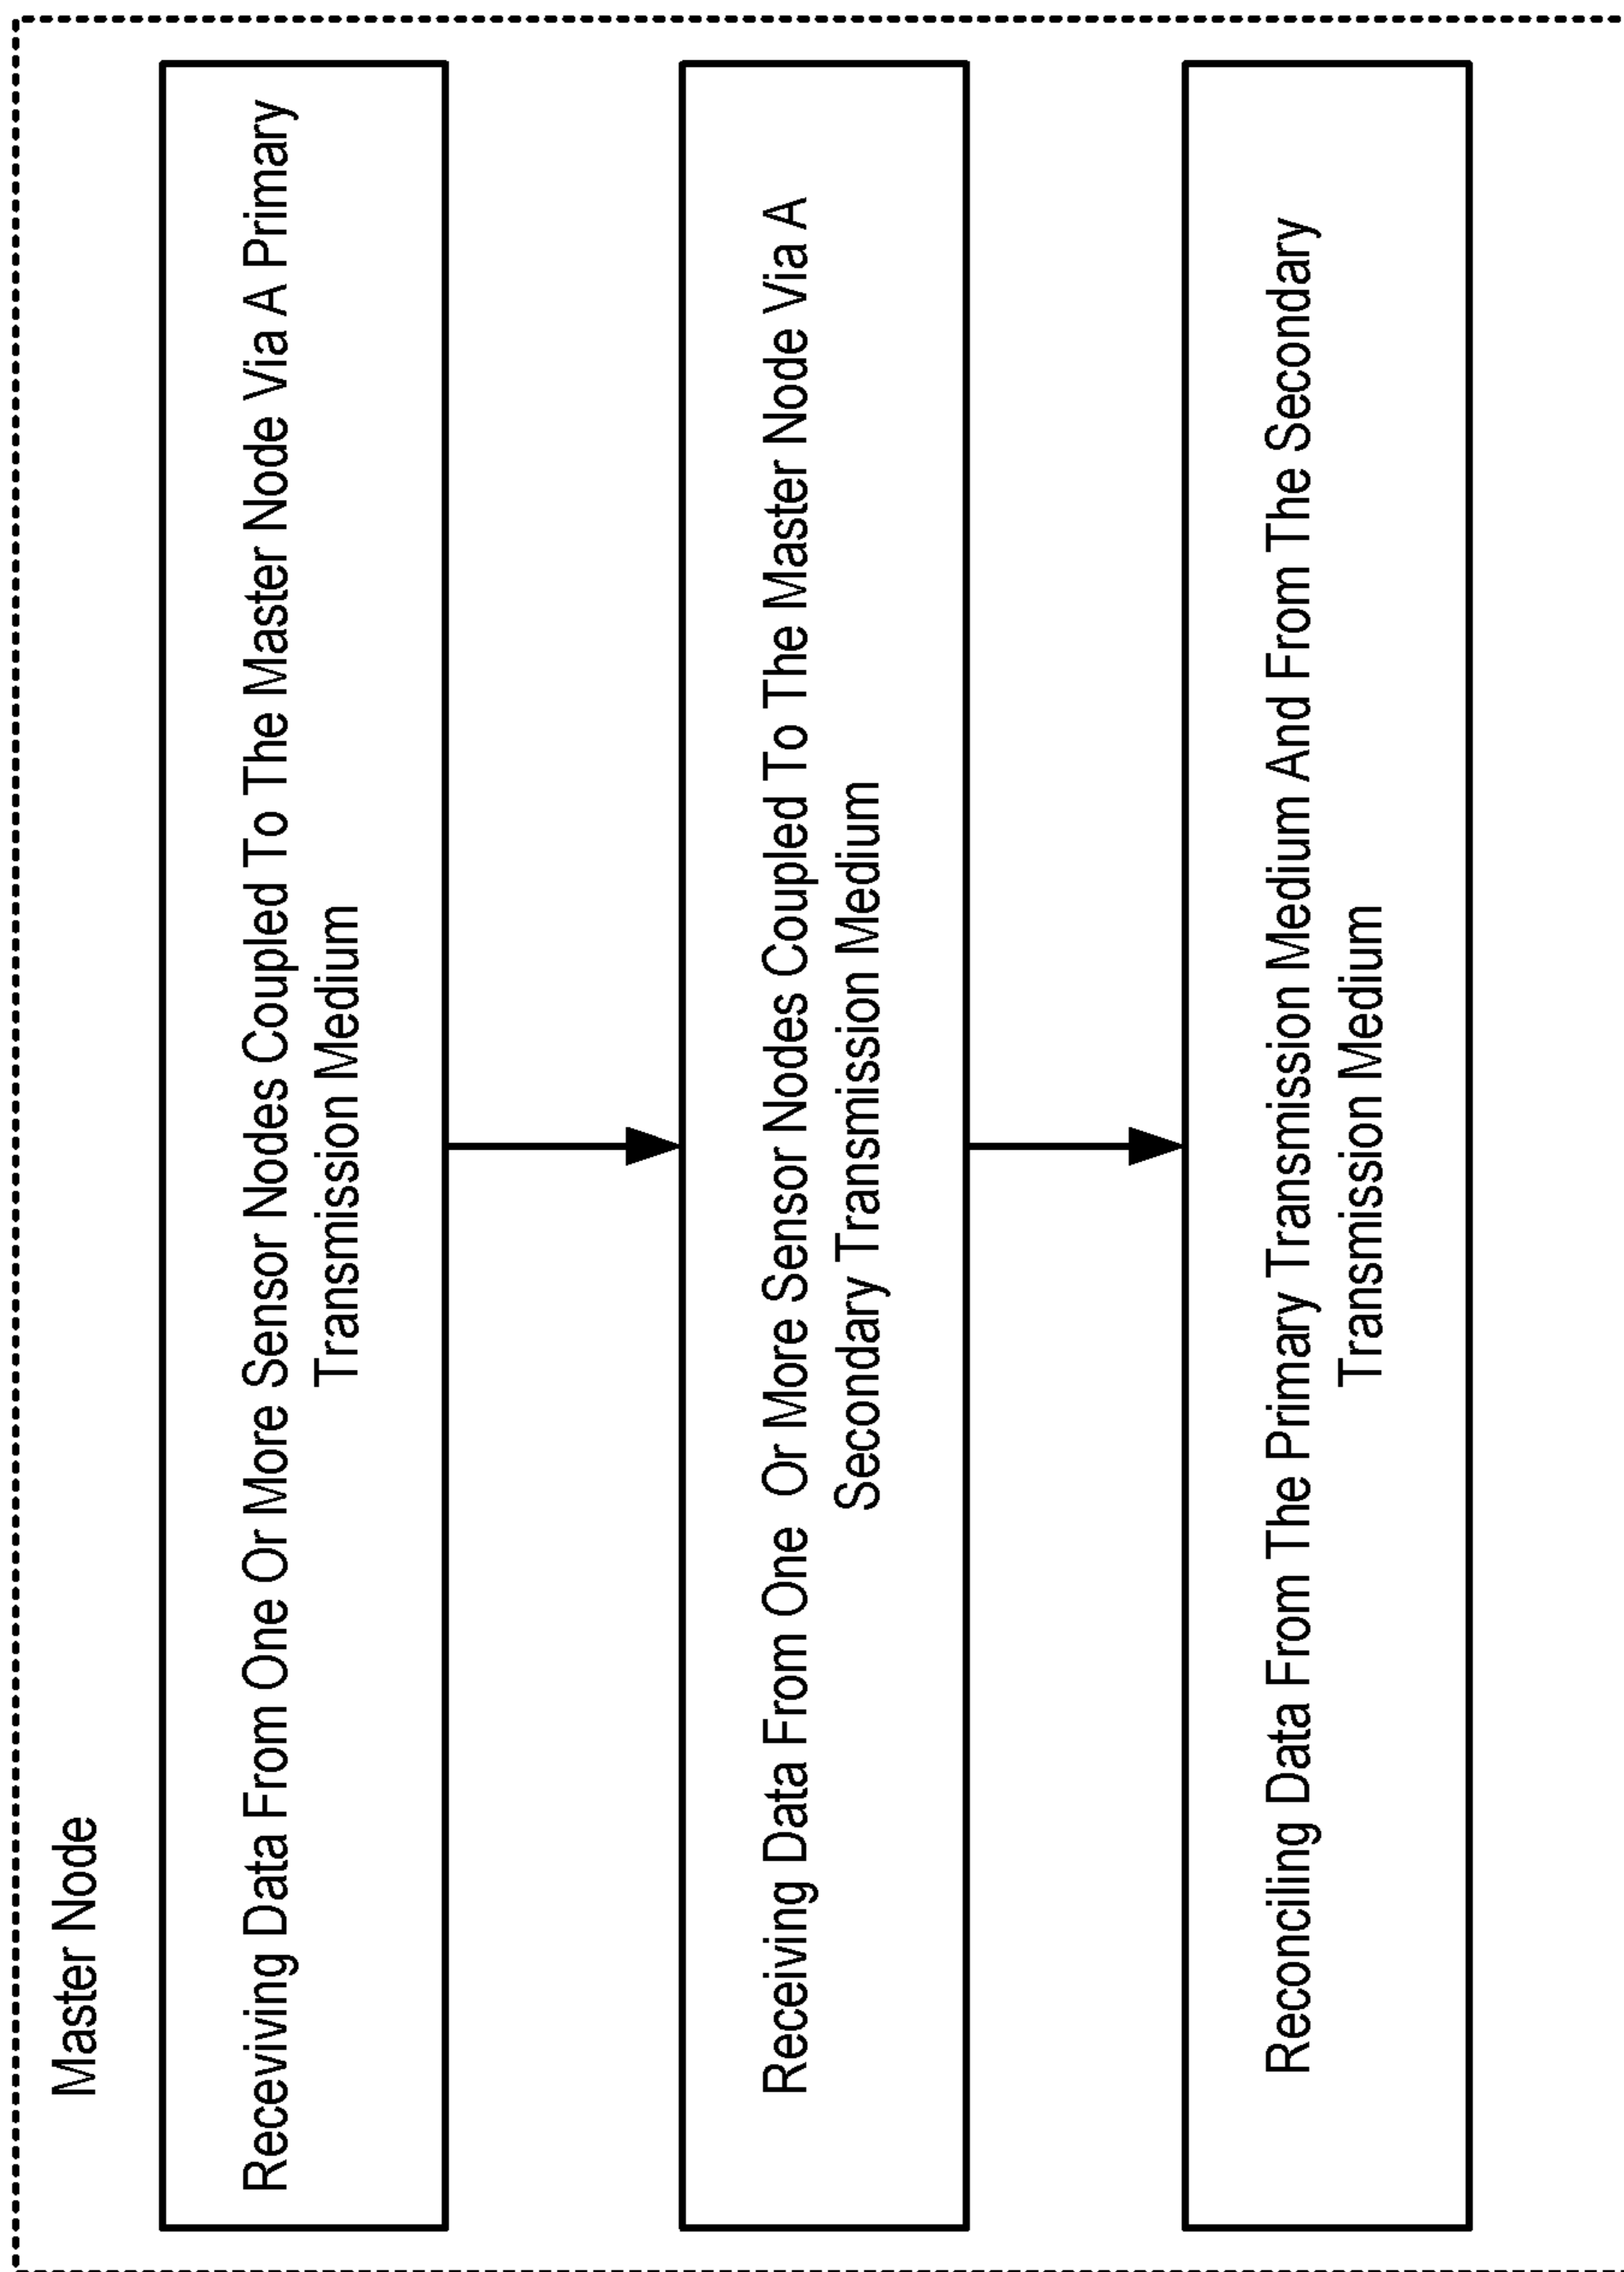 Master Node
Receviving Data From One Or More Sensor Nodes Coupled To The Master Node Via A Primary
Transmission Medium
Receiving Data From One Or More Sensor Nodes Coupled To The Master Node Via A
Secondary Transmission Medium
Reconciling Data From The Primary Transmission Medium And From The Secondary
Transmission Medium